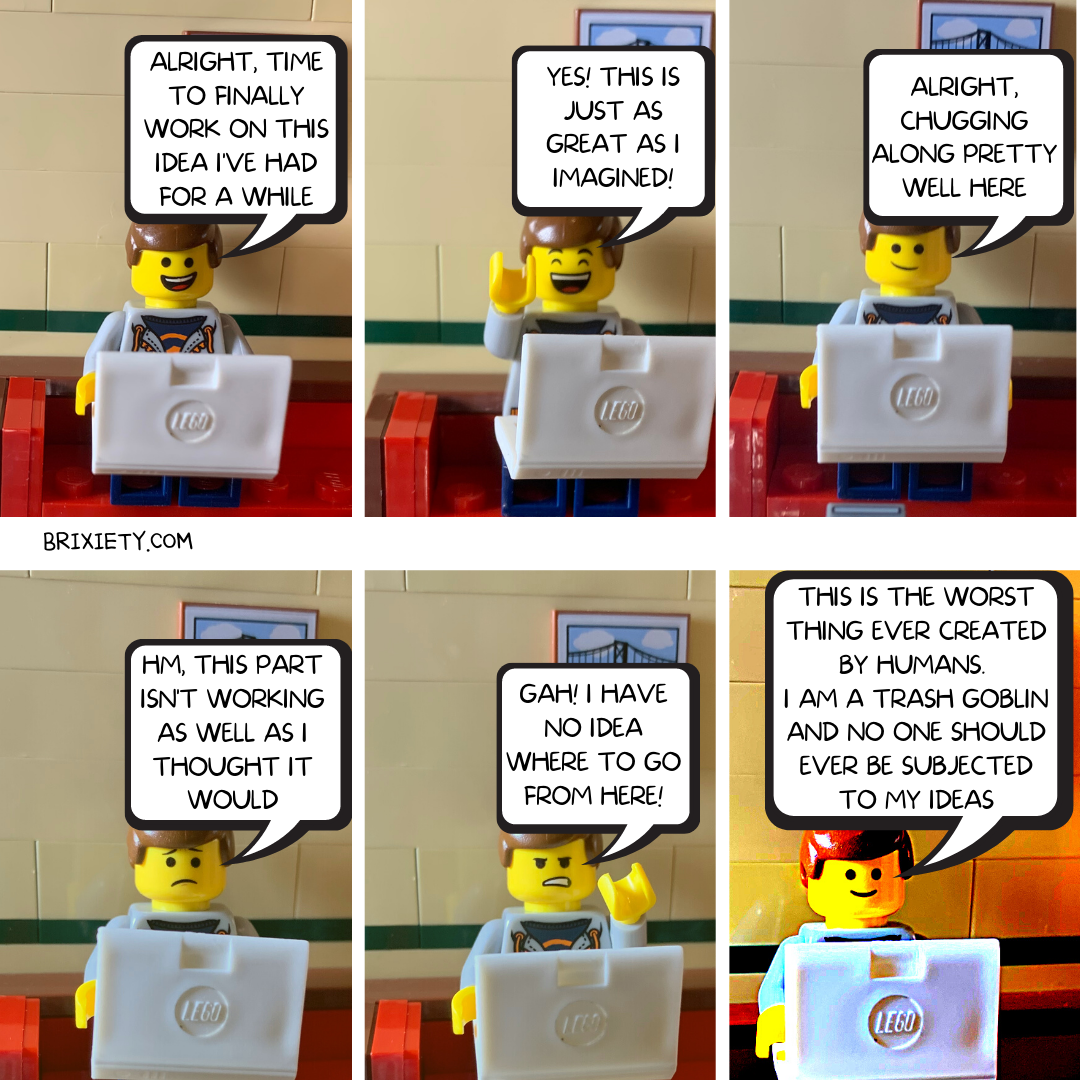 ALRIGHT, TIME
TO FINALLY
WORK ON THIS
IDEA I'VE HAD
FOR A WHILE
LEGO
YES! THIS IS
JUST AS
GREAT AS I
IMAGINED!
LEGO
ALRIGHT,
CHUGGING
ALONG PRETTY
WELL HERE
LEGO
BRIXIETY.COM
HM, THIS PART
ISN'T WORKING
AS WELL AS I
THOUGHT IT
WOULD
LEGO
GAH! I HAVE
NO IDEA
WHERE TO GO
FROM HERE!
LEGO
THIS IS THE WORST
THING EVER CREATED
BY HUMANS.
I AM A TRASH GOBLIN
AND NO ONE SHOULD
EVER BE SUBJECTED
TO MY IDEAS
LEGO